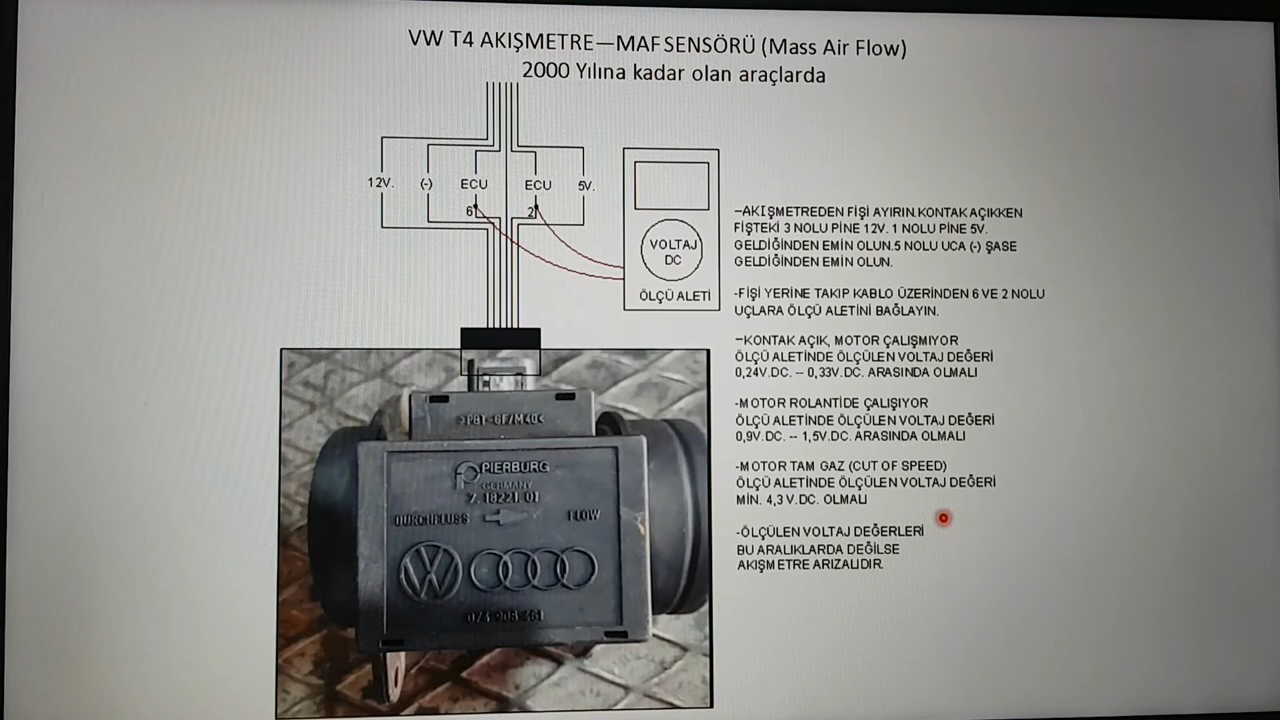 VW T4 AKIŞMETRE—MAF SENSÖRÜ (Mass Air Flow)
2000 Yılına kadar olan araçlarda
12V.
(-)
ECU
ECU
5V.
6
2
VOLTAJ
DC
ÖLÇÜ ALETİ
–AKIŞMETREDEN FİŞİ AYIRIN.KONTAK AÇIKKEN
FİŞTEKİ 3 NOLU PİNE 12V. 1 NOLU PİNE 5V.
GELDİĞİNDEN EMİN OLUN.5 NOLU UCA (-) ŞASE
GELDİĞİNDEN EMİN OLUN.
-FİŞİ YERİNE TAKIP KABLO ÜZERINDEN 6 VE 2 NOLU
UÇLARA ÖLÇÜ ALETİNİ BAĞLAYIN.
–KONTAK AÇIK, MOTOR ÇALIŞMIYOR
ÖLÇÜ ALETİNDE ÖLÇÜLEN VOLTAJ DEĞERİ
0,24V.DC. – 0,33V.DC. ARASINDA OLMALI
-MOTOR ROLANTİDE ÇALIŞIYOR
ÖLÇÜ ALETİNDE ÖLÇÜLEN VOLTAJ DEĞERİ
0,9V.DC. – 1,5V.DC. ARASINDA OLMALI
-MOTOR TAM GAZ (CUT OF SPEED)
ÖLÇÜ ALETİNDE ÖLÇÜLEN VOLTAJ DEĞERİ
MİN. 4,3 V.DC. OLMALI
-ÖLÇÜLEN VOLTAJ DEĞERLERİ
BU ARALIKLARDA DEĞİLSE
AKIŞMETRE ARIZALIDIR.
>PBT-GF/M40<
PIERBURG
GERMANY
7.18221 01
DURCHFLUSS FLOW
074 906 461